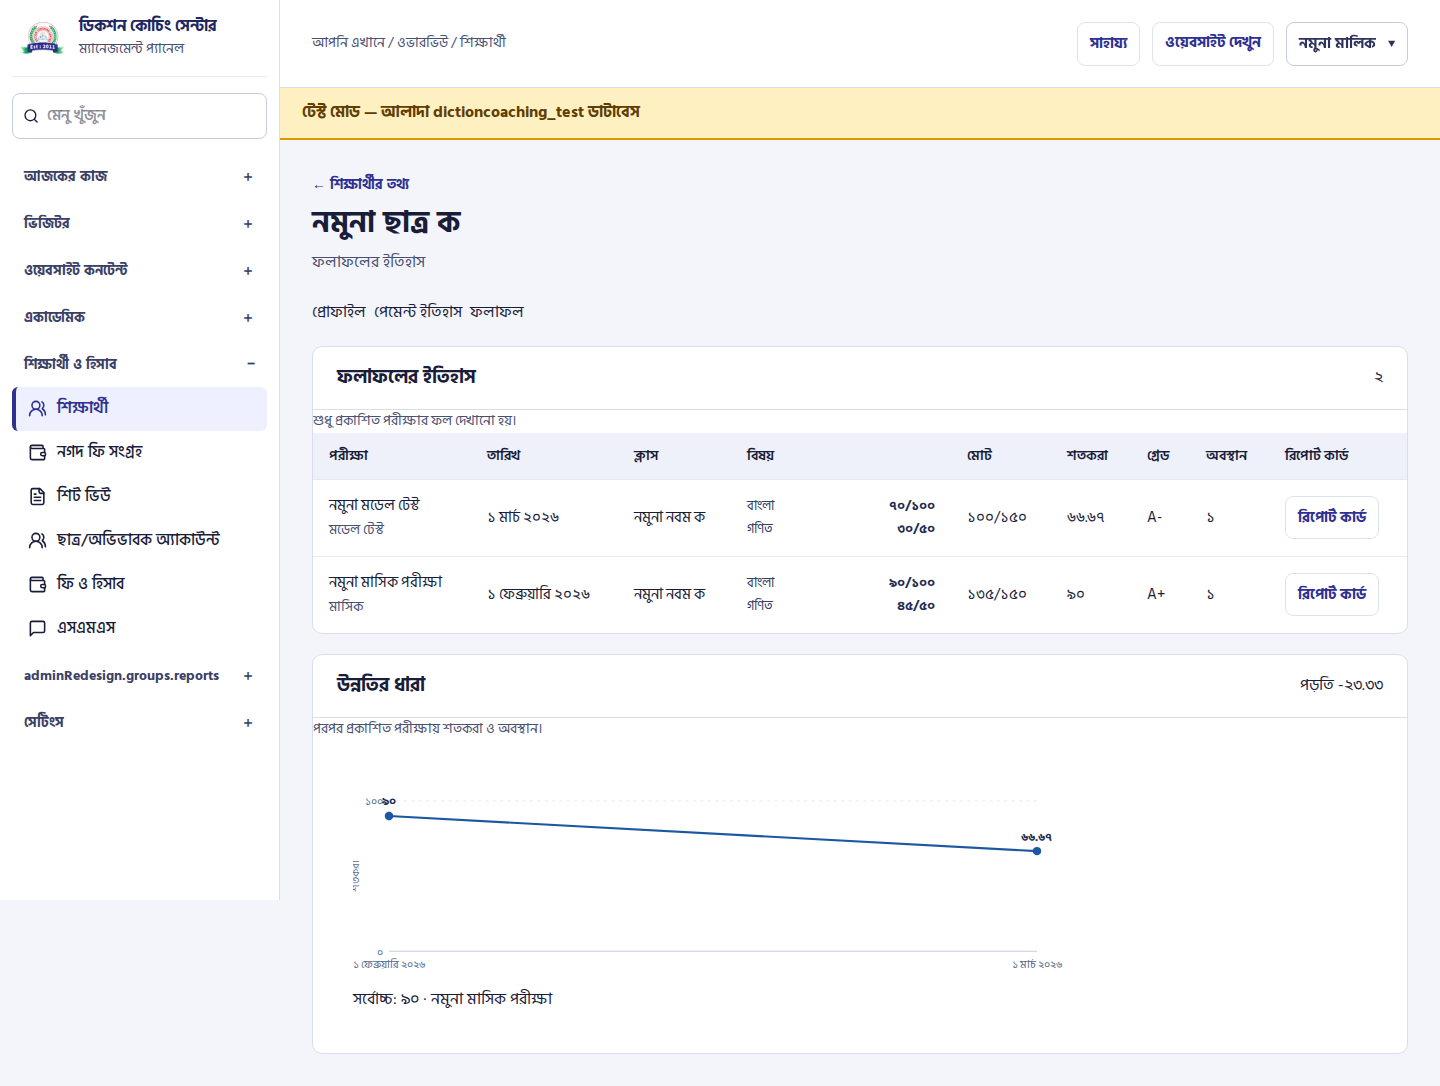 ডিকশন কোচিং সেন্টার
ম্যানেজমেন্ট প্যানেল
Est : 2011
মেনু খুঁজুন
আজকের কাজ +
ভিজিটর +
ওয়েবসাইট কনটেন্ট +
একাডেমিক +
শিক্ষার্থী ও হিসাব −
শিক্ষার্থী
নগদ ফি সংগ্রহ
শিট ভিউ
ছাত্র/অভিভাবক অ্যাকাউন্ট
ফি ও হিসাব
এসএমএস
adminRedesign.groups.reports +
সেটিংস +
আপনি এখানে / ওভারভিউ / শিক্ষার্থী
সাহায্য
ওয়েবসাইট দেখুন
নমুনা মালিক ▾
টেস্ট মোড — আলাদা dictioncoaching_test ডাটাবেস
← শিক্ষার্থীর তথ্য
নমুনা ছাত্র ক
ফলাফলের ইতিহাস
প্রোফাইল পেমেন্ট ইতিহাস ফলাফল
ফলাফলের ইতিহাস ২
শুধু প্রকাশিত পরীক্ষার ফল দেখানো হয়।
পরীক্ষা তারিখ ক্লাস বিষয় মোট শতকরা গ্রেড অবস্থান রিপোর্ট কার্ড
নমুনা মডেল টেস্ট
মডেল টেস্ট
১ মার্চ ২০২৬
নমুনা নবম ক
বাংলা ৭০/১০০
গণিত ৩০/৫০
১০০/১৫০
৬৬.৬৭
A-
১
রিপোর্ট কার্ড
নমুনা মাসিক পরীক্ষা
মাসিক
১ ফেব্রুয়ারি ২০২৬
নমুনা নবম ক
বাংলা ৯০/১০০
গণিত ৪৫/৫০
১৩৫/১৫০
৯০
A+
১
রিপোর্ট কার্ড
উন্নতির ধারা পড়তি -২৩.৩৩
পরপর প্রকাশিত পরীক্ষায় শতকরা ও অবস্থান।
১০০
৯০
৬৬.৬৭
শতকরা
০
১ ফেব্রুয়ারি ২০২৬ ১ মার্চ ২০২৬
সর্বোচ্চ: ৯০ · নমুনা মাসিক পরীক্ষা